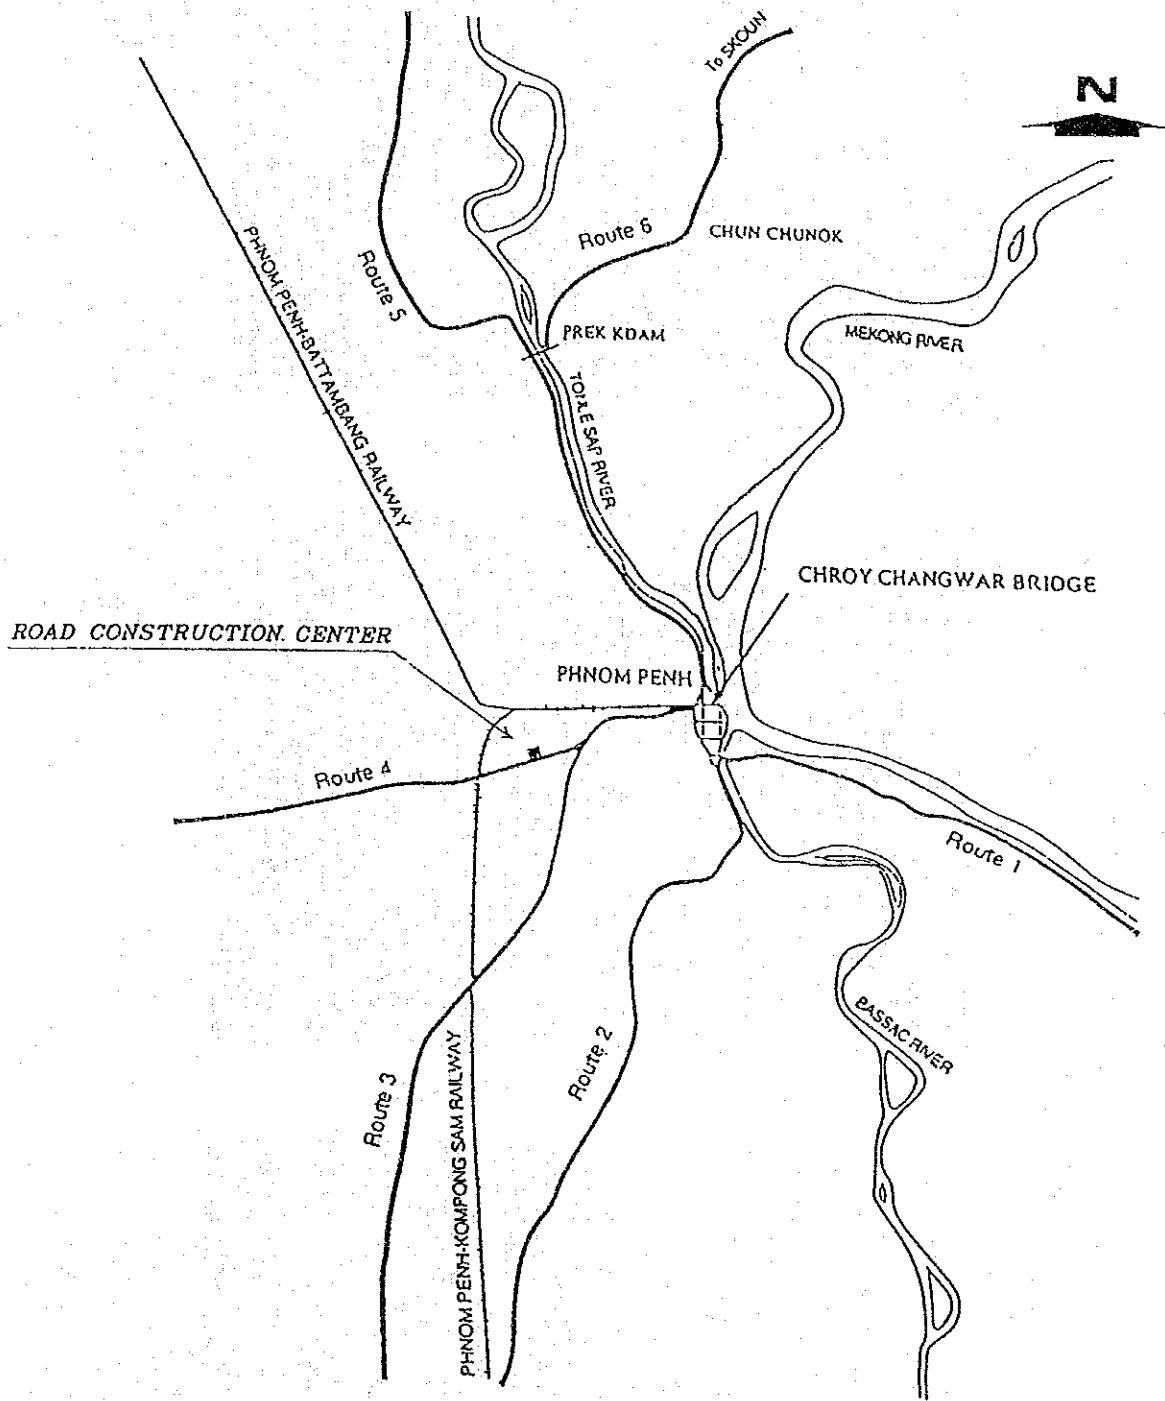 To SKOUN
N
Route 6
CHUN CHUNOK
PHNOM PENH-BATTAMBANG RAILWAY
Route 5
PREK KDAM
MEKONG RIVER
TONLE SAP RIVER
CHROY CHANGWAR BRIDGE
ROAD CONSTRUCTION. CENTER
PHNOM PENH
Route 4
Route 1
BASSAC RIVER
Route 2
Route 3
PHNOM PENH-KOMPONG SAM RAILWAY